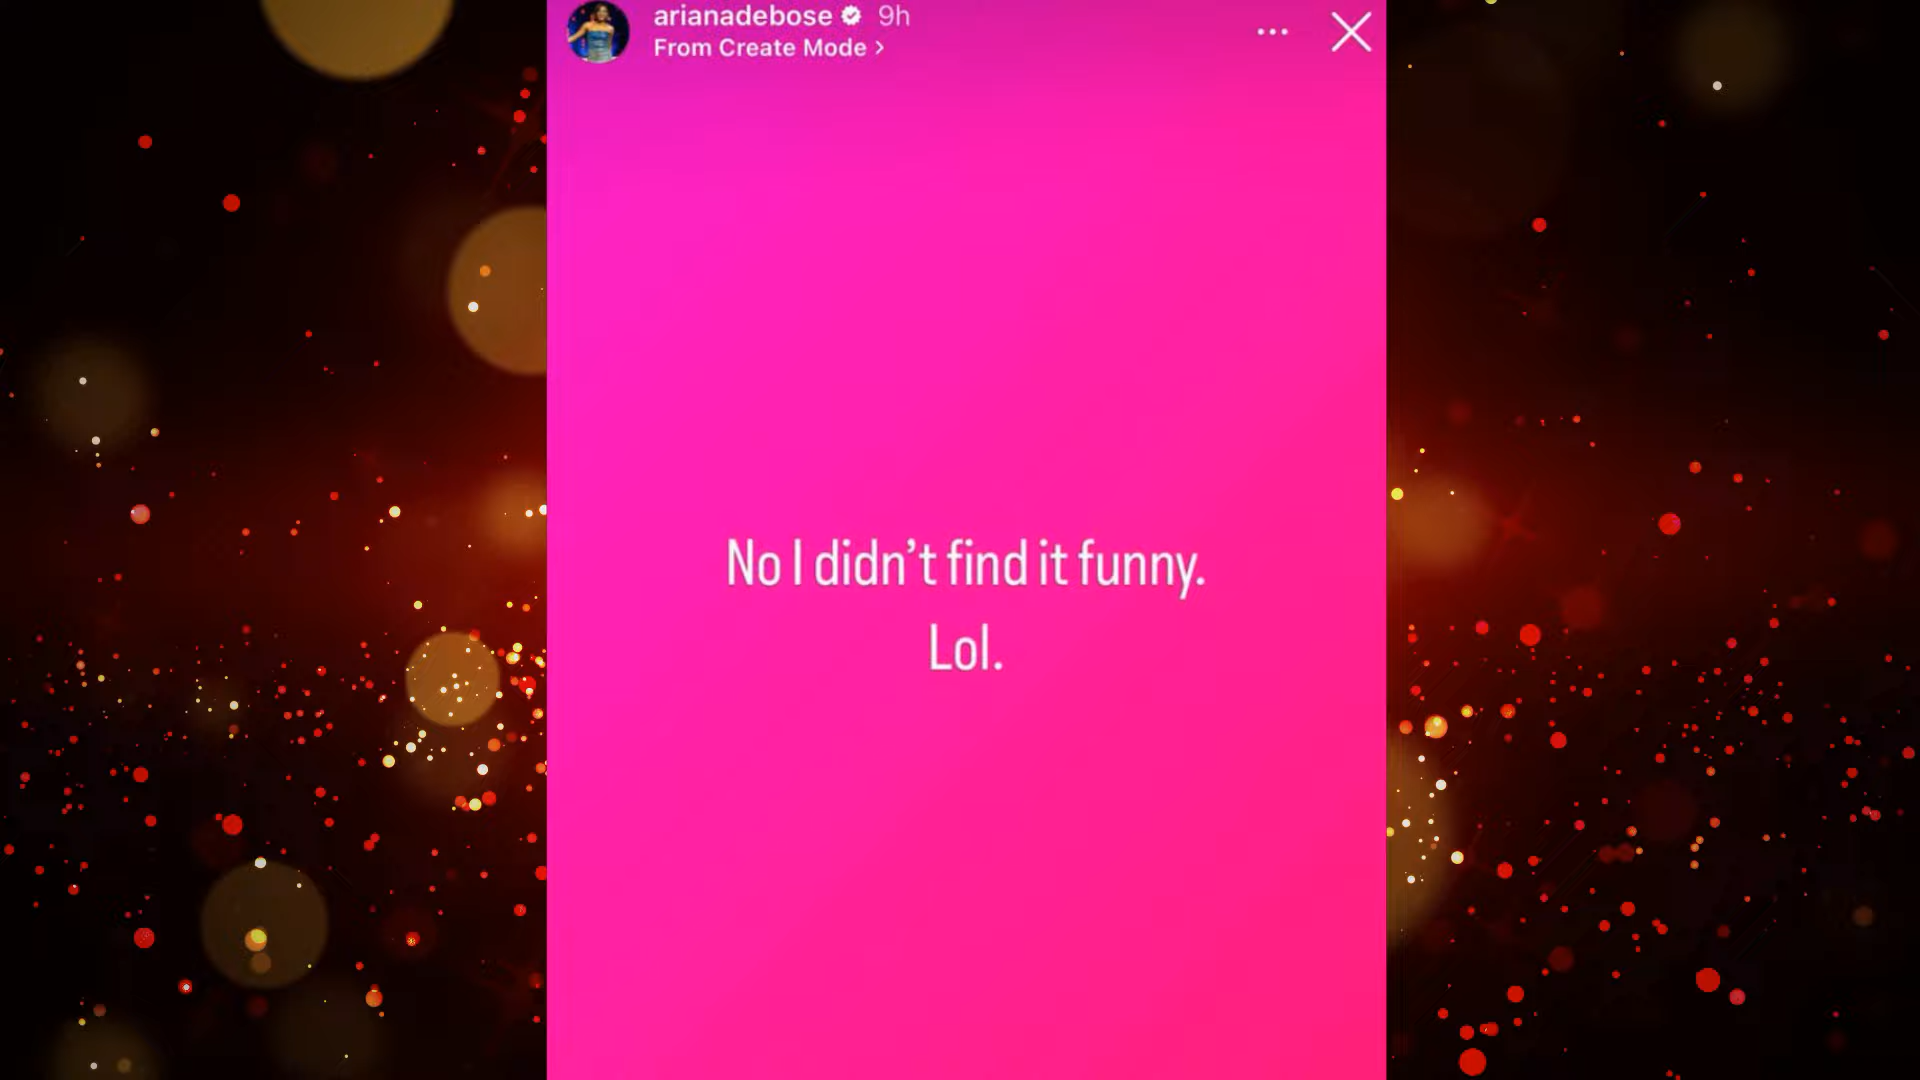 arianadebose 9h
From Create Mode >
No I didn't find it funny.
Lol.